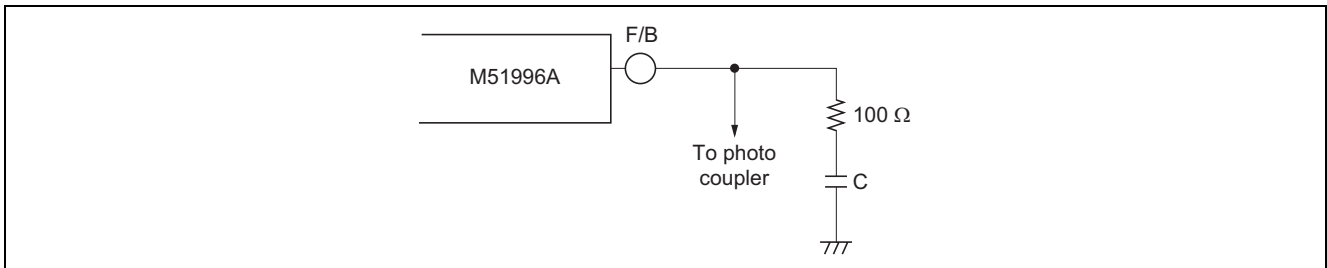 F/B
M51996A
100 Ω
To photo
coupler
C